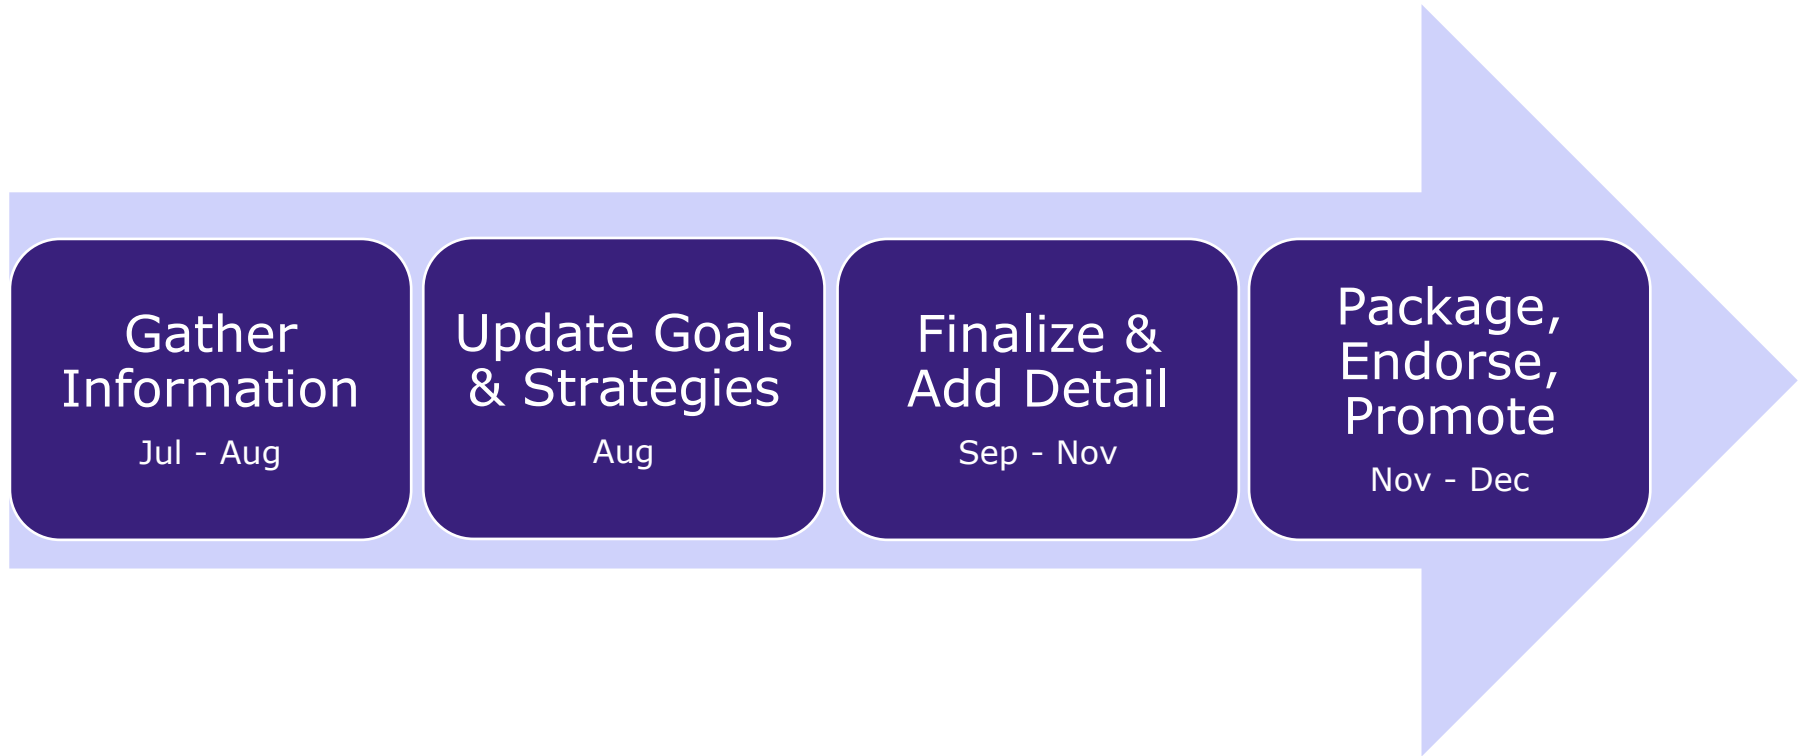 Gather
Information
Jul - Aug
Update Goals
& Strategies
Aug
Finalize &
Add Detail
Sep - Nov
Package,
Endorse,
Promote
Nov - Dec